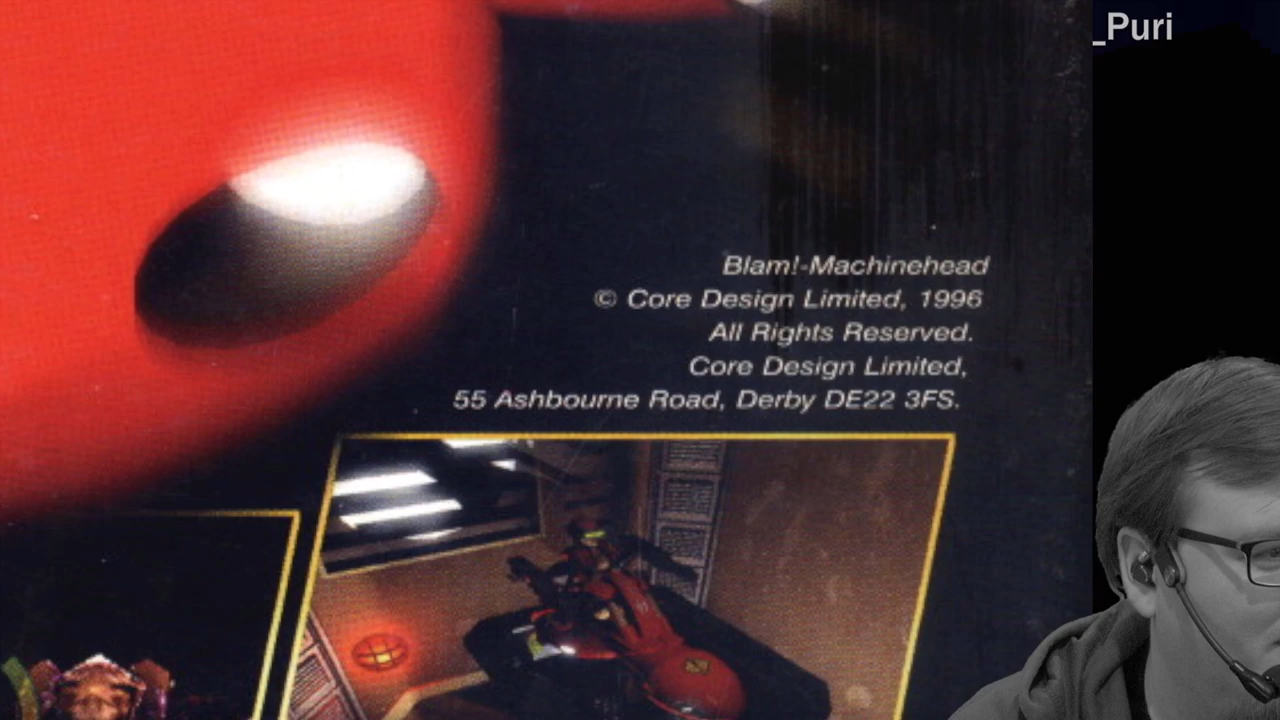 _Puri
Blam!-Machinehead
© Core Design Limited, 1996
All Rights Reserved.
Core Design Limited,
55 Ashbourne Road, Derby DE22 3FS.